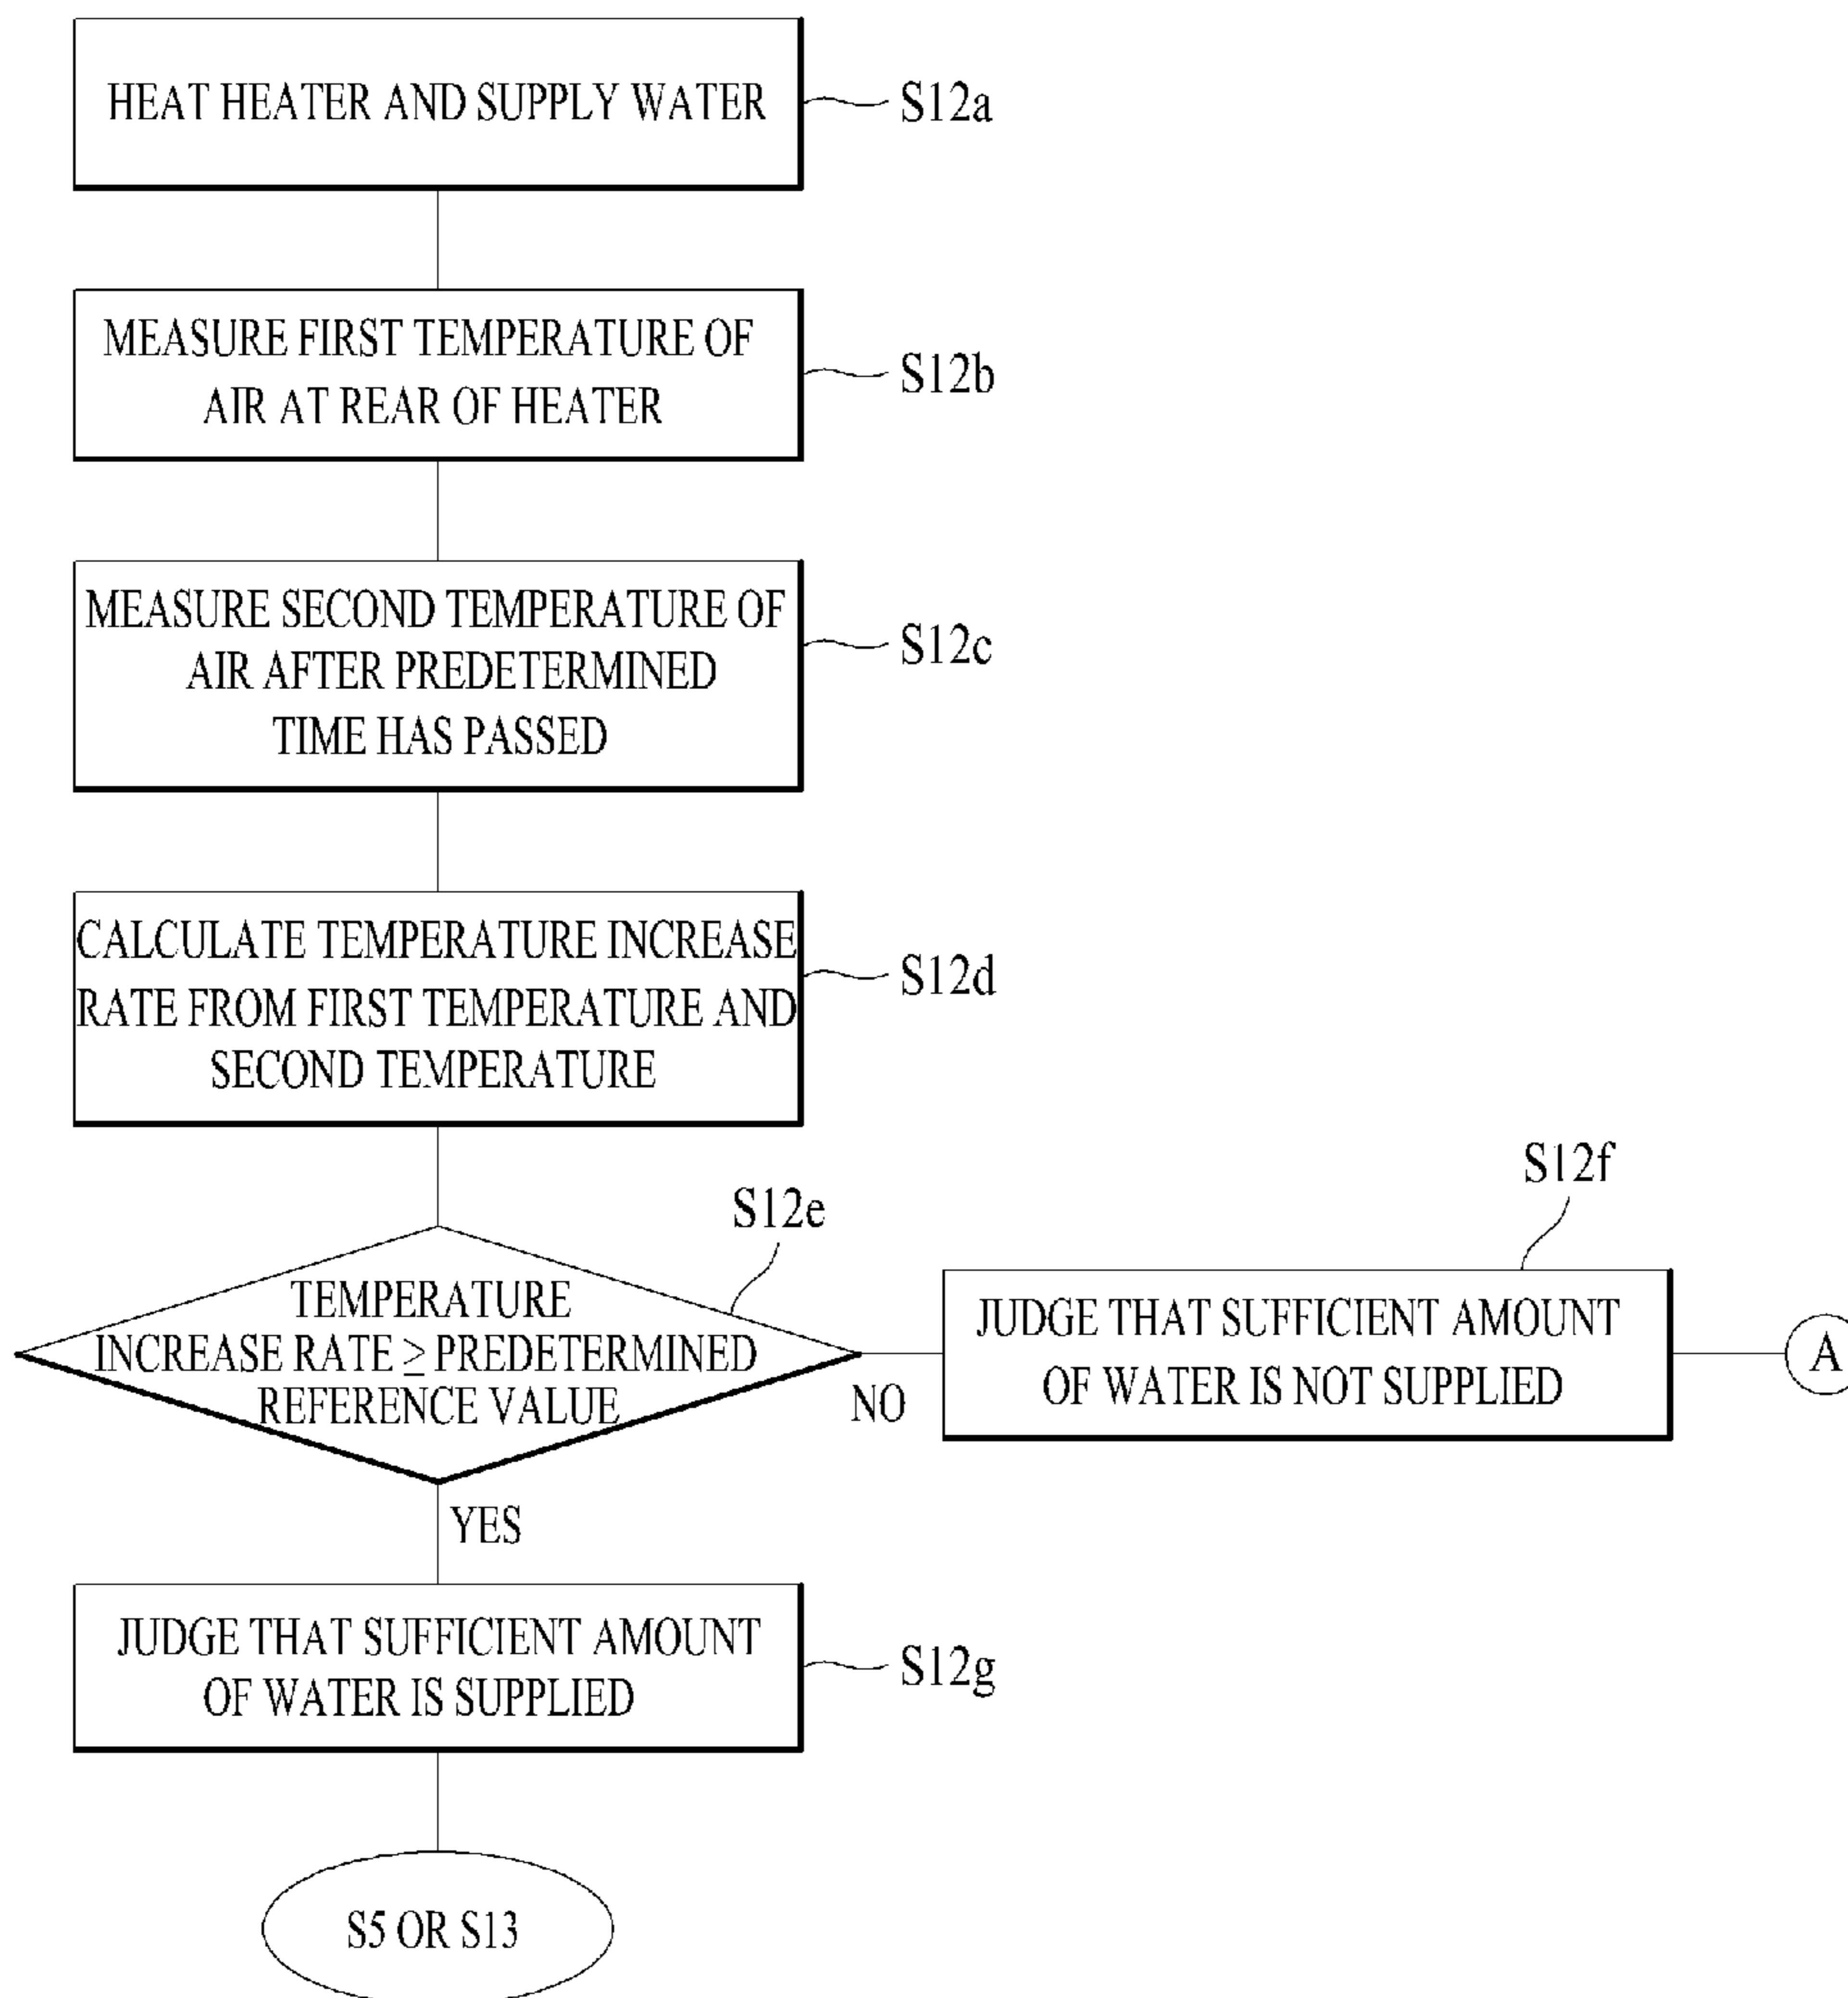 HEAT HEATER AND SUPPLY WATER
S12a
MEASURE FIRST TEMPERATURE OF
AIR AT REAR OF HEATER
S12b
MEASURE SECOND TEMPERATURE OF
AIR AFTER PREDETERMINED
TIME HAS PASSED
S12c
CALCULATE TEMPERATURE INCREASE
RATE FROM FIRST TEMPERATURE AND
SECOND TEMPERATURE
S12d
S12e
TEMPERATURE
INCREASE RATE ≥ PREDETERMINED
REFERENCE VALUE
NO
S12f
JUDGE THAT SUFFICIENT AMOUNT
OF WATER IS NOT SUPPLIED
A
YES
JUDGE THAT SUFFICIENT AMOUNT
OF WATER IS SUPPLIED
S12g
S5 OR S13